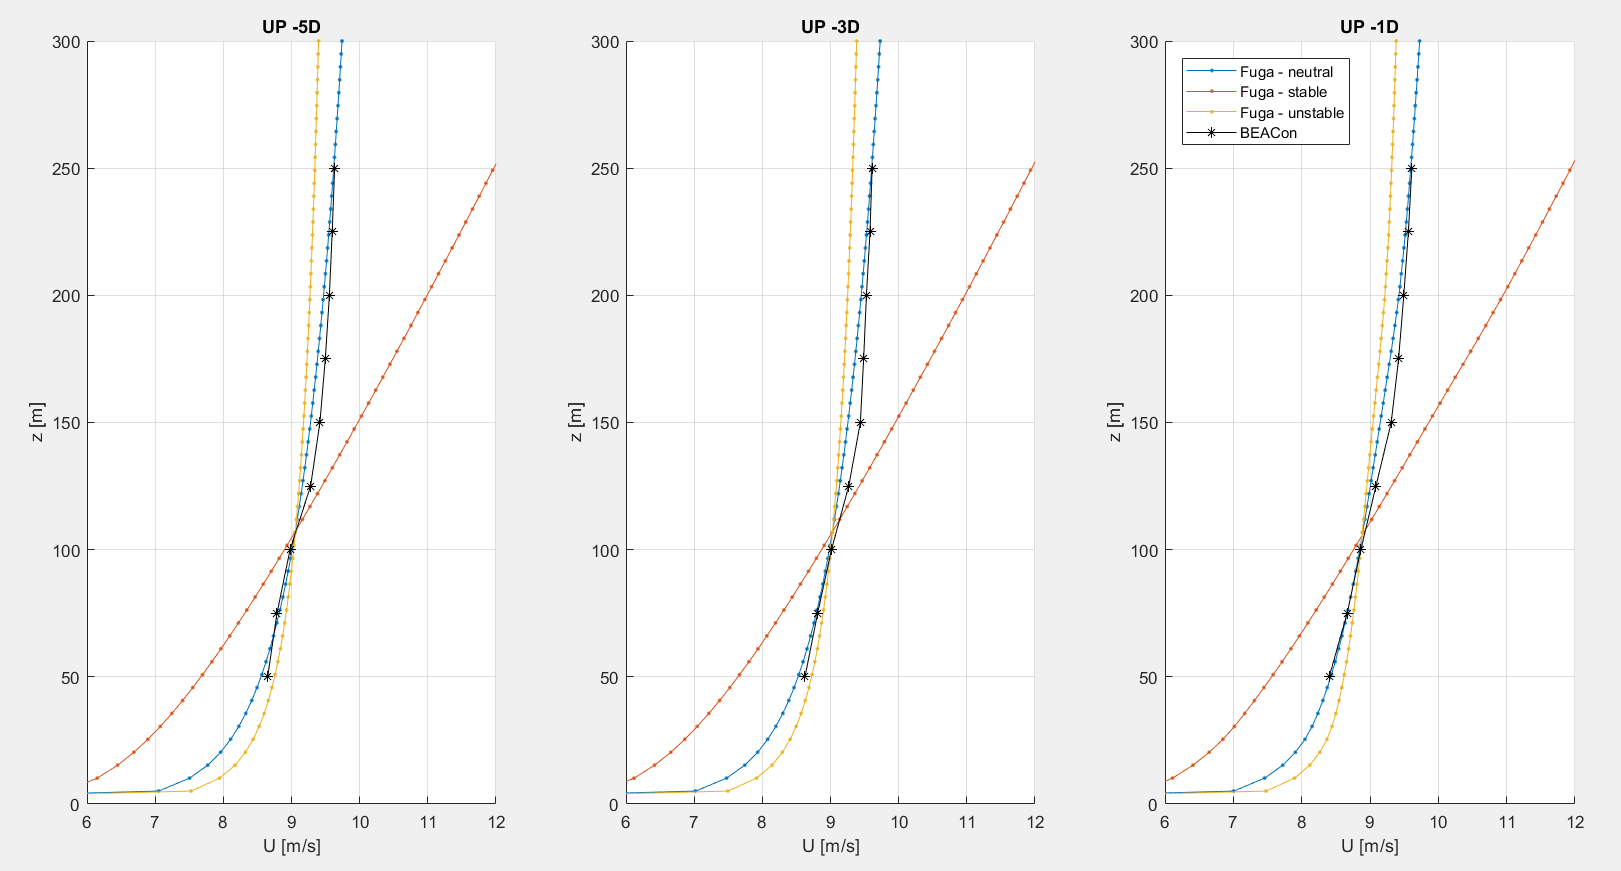 UP -5D
300
250
200
150
100
50
0
z [m]
6 7 8 9 10 11 12
U [m/s]
UP -3D
300
250
200
150
100
50
0
z [m]
6 7 8 9 10 11 12
U [m/s]
UP -1D
300
250
200
150
100
50
0
z [m]
6 7 8 9 10 11 12
U [m/s]
Fuga - neutral
Fuga - stable
Fuga - unstable
BEACon